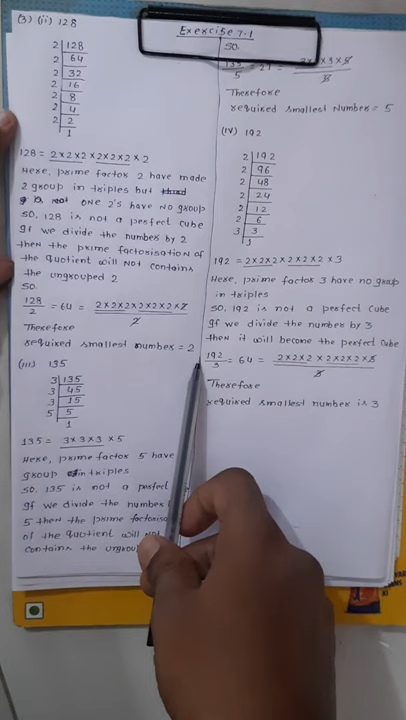 Exercise 7.1
(3) (ii) 128
2 | 128
2 | 64
2 | 32
2 | 16
2 | 8
2 | 4
2 | 2
1
128 = 2×2×2×2×2×2×2
Here, prime factor 2 have made
2 group in triples but
ONE 2's have no group
SO, 128 is not a perfect cube
If we divide the number by 2
then the prime factorisation of
the quotient will not contains
the ungrouped 2
SO
128/2 = 64 = 2×2×2×2×2×2×2/2
Therefore
required smallest number = 2
(iii) 135
3 | 135
3 | 45
3 | 15
5 | 5
1
135 = 3×3×3×5
Here, prime factor 5 have
group in triples
SO, 135 is not a perfect
If we divide the number
5 then the prime factorisa
of the quotient will not
contains the ungrou
SO.
135/5 = 27 = 3×3×3×5/5
Therefore
required smallest Number = 5
(iv) 192
2 | 192
2 | 96
2 | 48
2 | 24
2 | 12
2 | 6
3 | 3
1
192 = 2×2×2×2×2×2×3
Here, prime factor 3 have no group
in triples
SO, 192 is not a perfect cube
If we divide the number by 3
then it will become the perfect cube
192/3 = 64 = 2×2×2×2×2×2×3/3
Therefore
required smallest number is 3